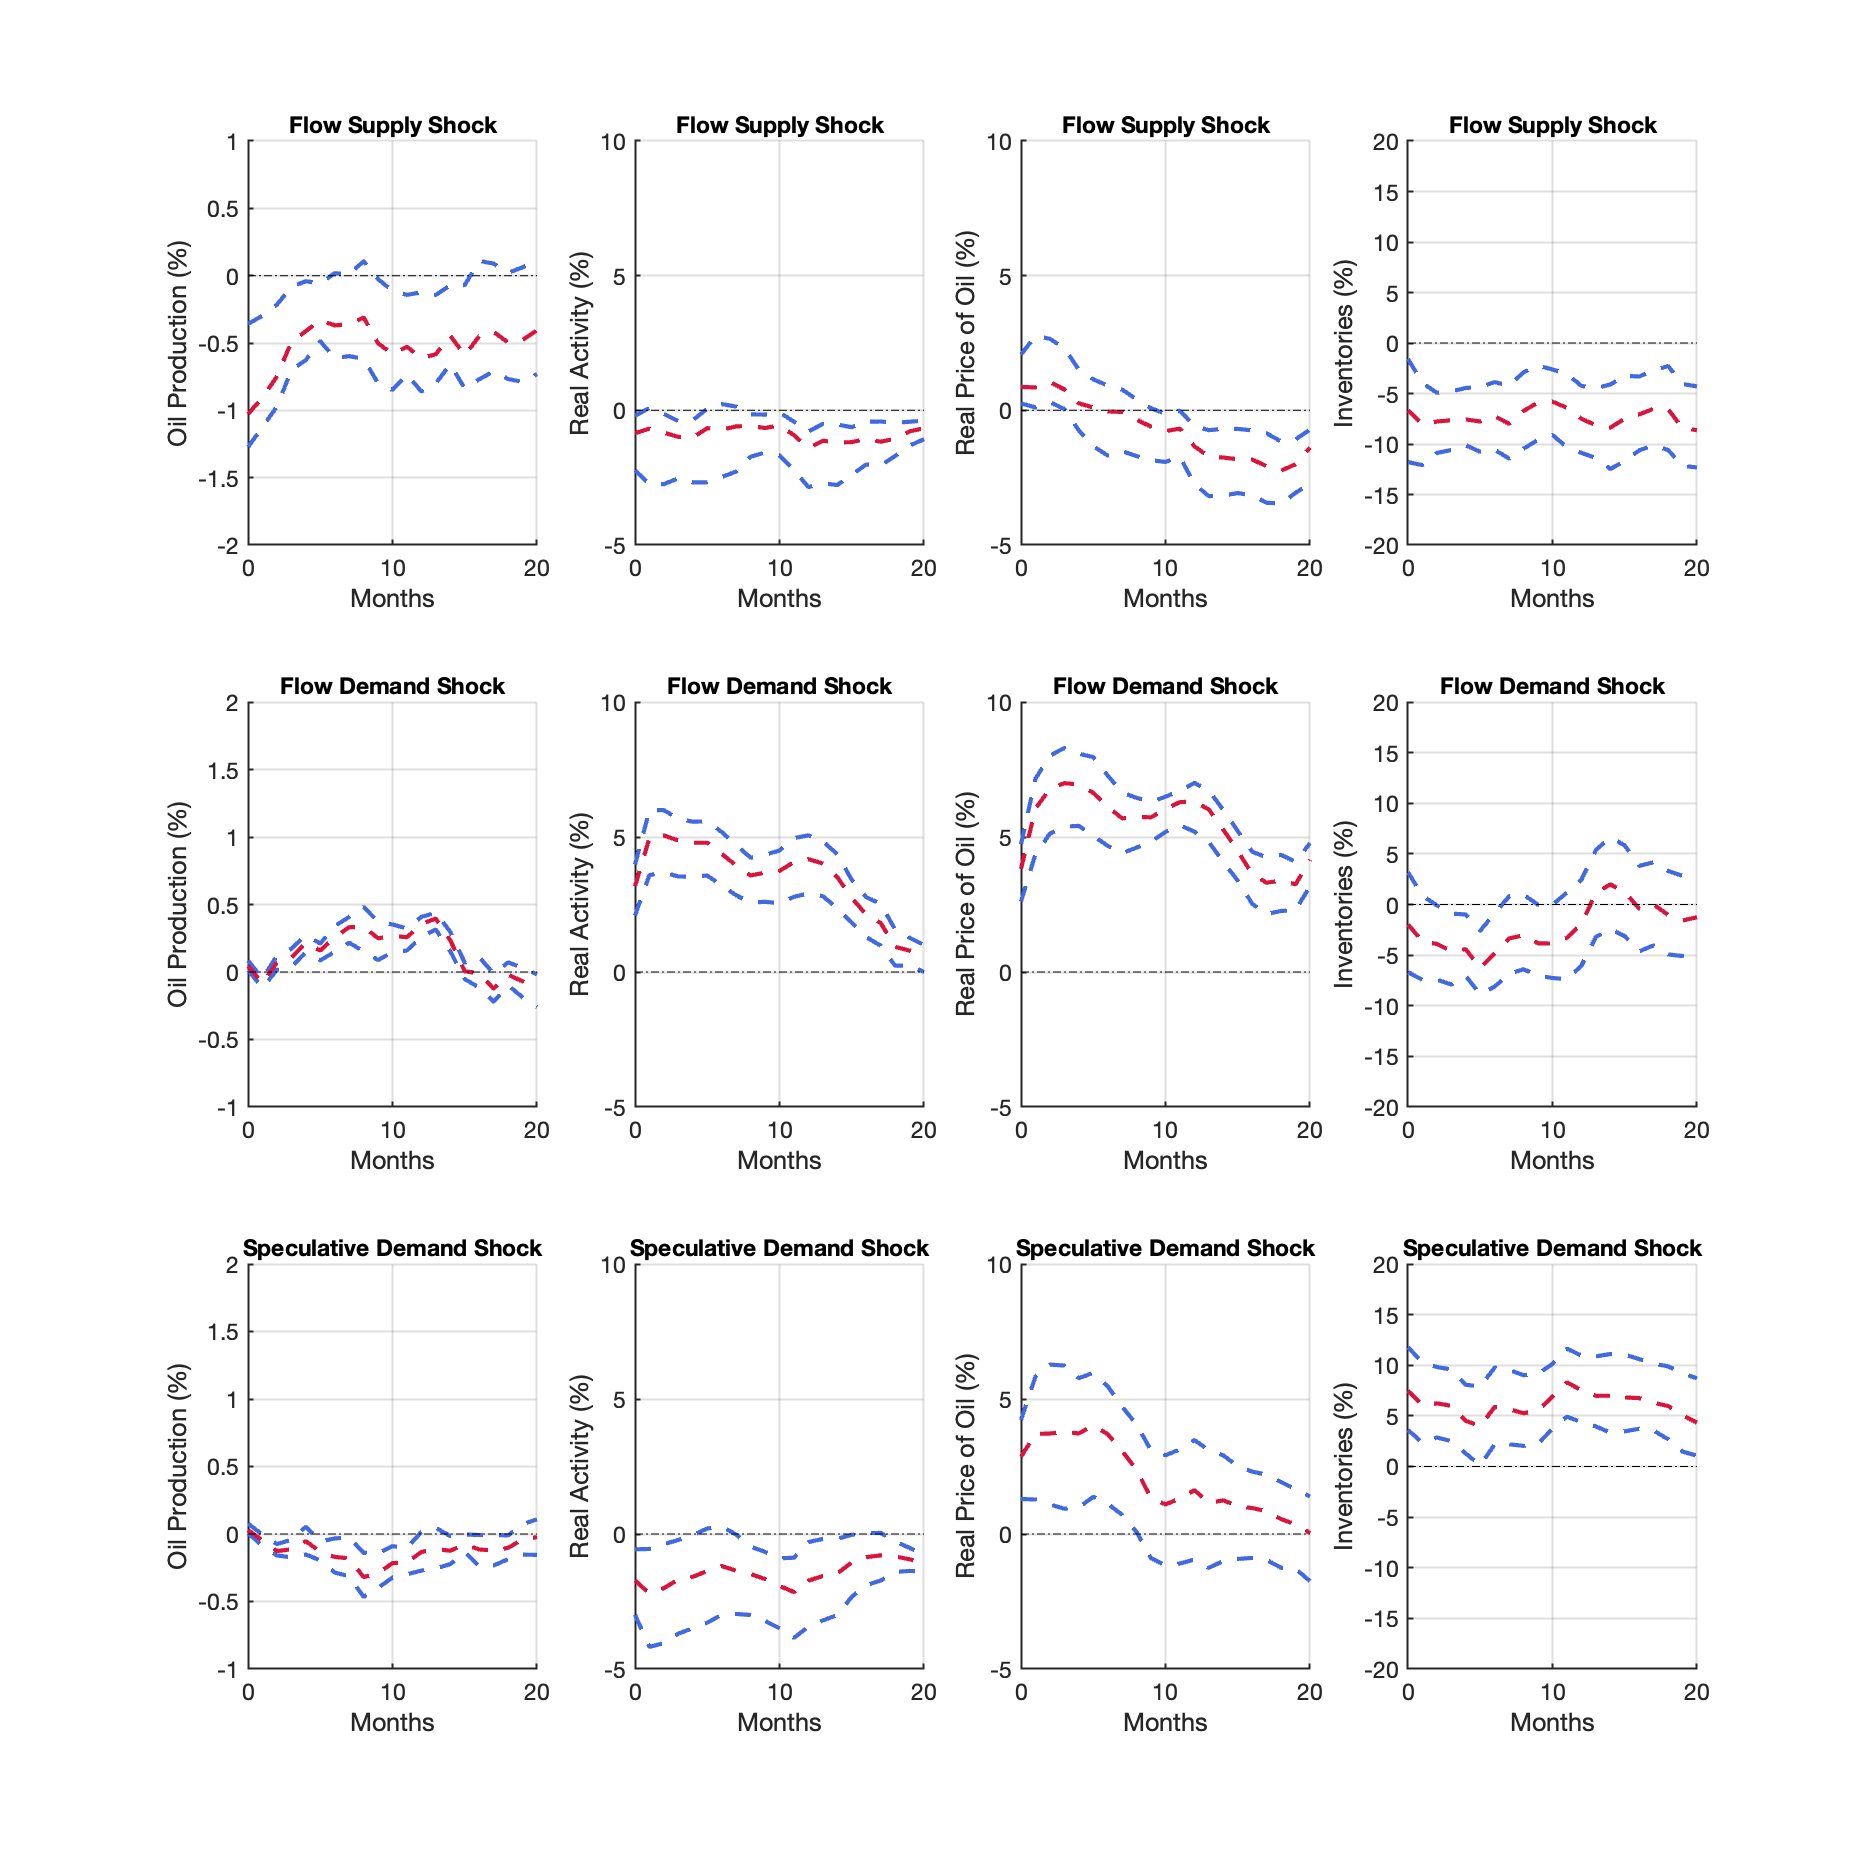 Flow Supply Shock
Oil Production (%)
1
0.5
0
-0.5
-1
-1.5
-2
0 10 20
Months
Flow Supply Shock
Real Activity (%)
10
5
0
-5
0 10 20
Months
Flow Supply Shock
Real Price of Oil (%)
10
5
0
-5
0 10 20
Months
Flow Supply Shock
Inventories (%)
20
15
10
5
0
-5
-10
-15
-20
0 10 20
Months
Flow Demand Shock
Oil Production (%)
2
1.5
1
0.5
0
-0.5
-1
0 10 20
Months
Flow Demand Shock
Real Activity (%)
10
5
0
-5
0 10 20
Months
Flow Demand Shock
Real Price of Oil (%)
10
5
0
-5
0 10 20
Months
Flow Demand Shock
Inventories (%)
20
15
10
5
0
-5
-10
-15
-20
0 10 20
Months
Speculative Demand Shock
Oil Production (%)
2
1.5
1
0.5
0
-0.5
-1
0 10 20
Months
Speculative Demand Shock
Real Activity (%)
10
5
0
-5
0 10 20
Months
Speculative Demand Shock
Real Price of Oil (%)
10
5
0
-5
0 10 20
Months
Speculative Demand Shock
Inventories (%)
20
15
10
5
0
-5
-10
-15
-20
0 10 20
Months